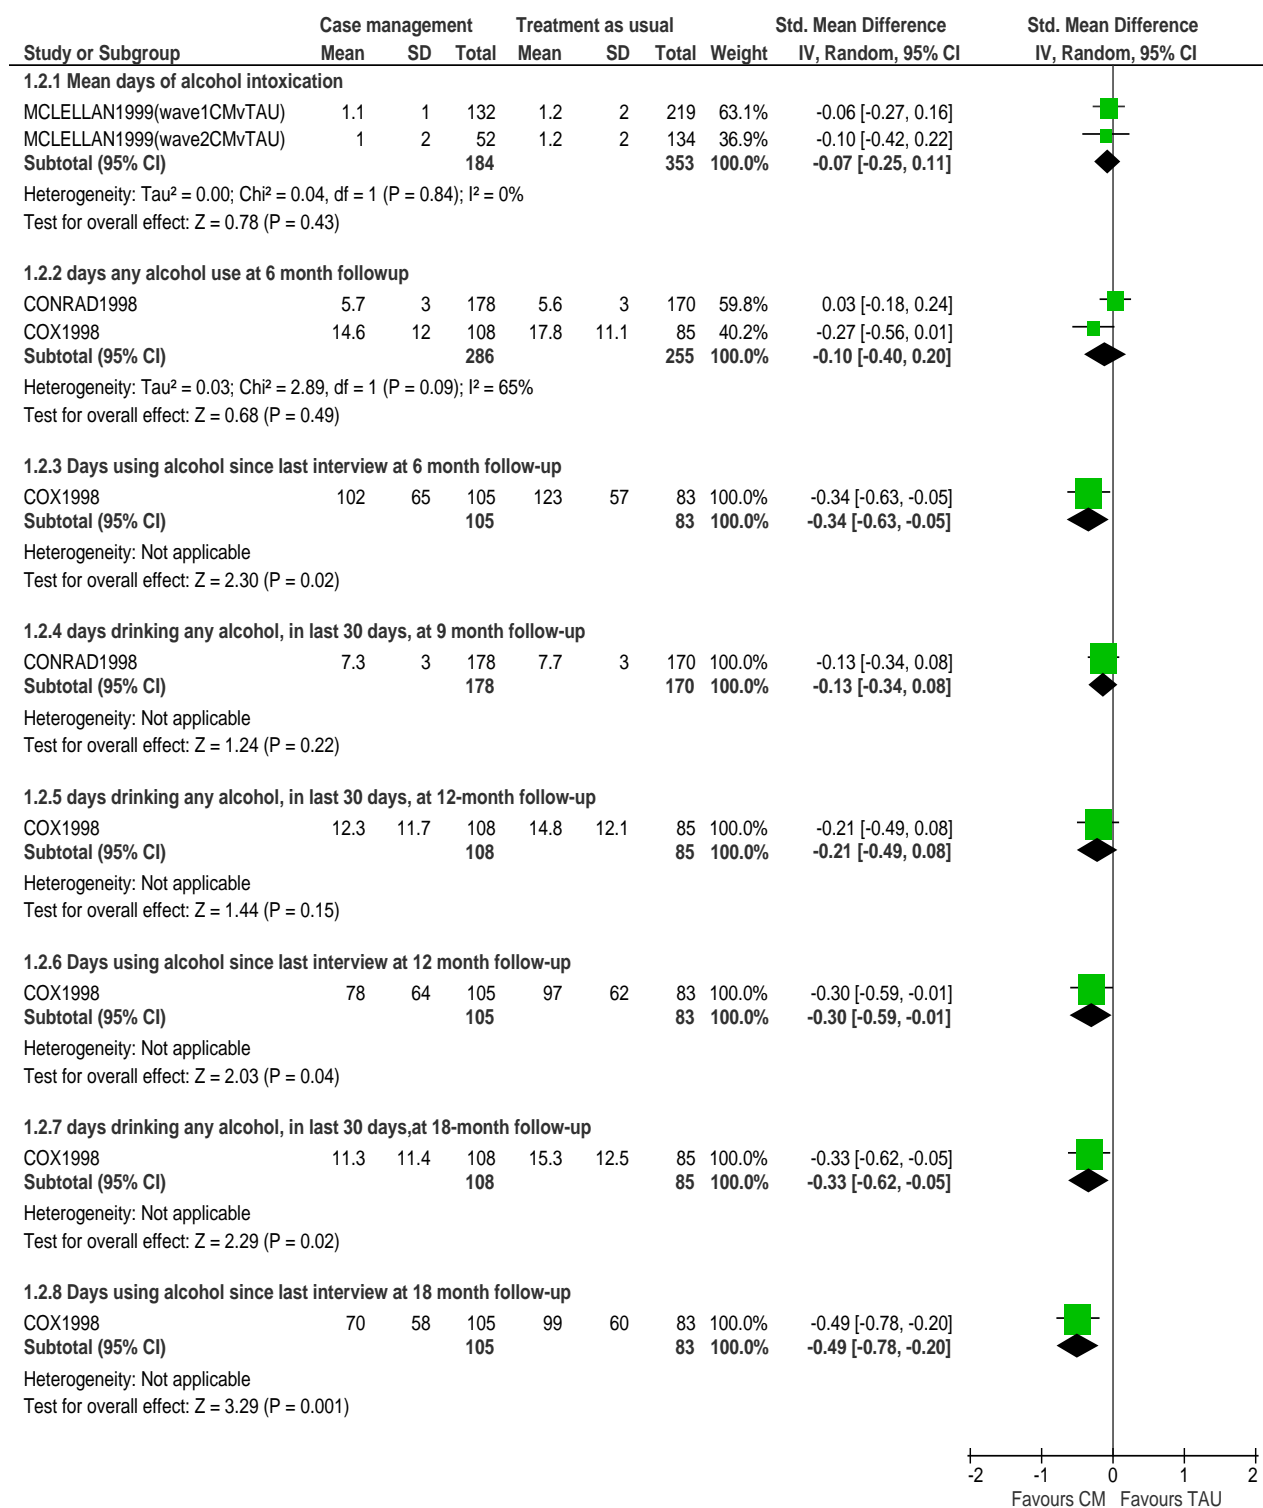 Case management Treatment as usual Std. Mean Difference Std. Mean Difference
Study or Subgroup Mean SD Total Mean SD Total Weight IV, Random, 95% CI IV, Random, 95% CI
1.2.1 Mean days of alcohol intoxication
MCLELLAN1999(wave1CMvTAU) 1.1 1 132 1.2 2 219 63.1% -0.06 [-0.27, 0.16]
MCLELLAN1999(wave2CMvTAU) 1 2 52 1.2 2 134 36.9% -0.10 [-0.42, 0.22]
Subtotal (95% CI) 184 353 100.0% -0.07 [-0.25, 0.11]
Heterogeneity: Tau² = 0.00; Chi² = 0.04, df = 1 (P = 0.84); I² = 0%
Test for overall effect: Z = 0.78 (P = 0.43)
1.2.2 days any alcohol use at 6 month followup
CONRAD1998 5.7 3 178 5.6 3 170 59.8% 0.03 [-0.18, 0.24]
COX1998 14.6 12 108 17.8 11.1 85 40.2% -0.27 [-0.56, 0.01]
Subtotal (95% CI) 286 255 100.0% -0.10 [-0.40, 0.20]
Heterogeneity: Tau² = 0.03; Chi² = 2.89, df = 1 (P = 0.09); I² = 65%
Test for overall effect: Z = 0.68 (P = 0.49)
1.2.3 Days using alcohol since last interview at 6 month follow-up
COX1998 102 65 105 123 57 83 100.0% -0.34 [-0.63, -0.05]
Subtotal (95% CI) 105 83 100.0% -0.34 [-0.63, -0.05]
Heterogeneity: Not applicable
Test for overall effect: Z = 2.30 (P = 0.02)
1.2.4 days drinking any alcohol, in last 30 days, at 9 month follow-up
CONRAD1998 7.3 3 178 7.7 3 170 100.0% -0.13 [-0.34, 0.08]
Subtotal (95% CI) 178 170 100.0% -0.13 [-0.34, 0.08]
Heterogeneity: Not applicable
Test for overall effect: Z = 1.24 (P = 0.22)
1.2.5 days drinking any alcohol, in last 30 days, at 12-month follow-up
COX1998 12.3 11.7 108 14.8 12.1 85 100.0% -0.21 [-0.49, 0.08]
Subtotal (95% CI) 108 85 100.0% -0.21 [-0.49, 0.08]
Heterogeneity: Not applicable
Test for overall effect: Z = 1.44 (P = 0.15)
1.2.6 Days using alcohol since last interview at 12 month follow-up
COX1998 78 64 105 97 62 83 100.0% -0.30 [-0.59, -0.01]
Subtotal (95% CI) 105 83 100.0% -0.30 [-0.59, -0.01]
Heterogeneity: Not applicable
Test for overall effect: Z = 2.03 (P = 0.04)
1.2.7 days drinking any alcohol, in last 30 days,at 18-month follow-up
COX1998 11.3 11.4 108 15.3 12.5 85 100.0% -0.33 [-0.62, -0.05]
Subtotal (95% CI) 108 85 100.0% -0.33 [-0.62, -0.05]
Heterogeneity: Not applicable
Test for overall effect: Z = 2.29 (P = 0.02)
1.2.8 Days using alcohol since last interview at 18 month follow-up
COX1998 70 58 105 99 60 83 100.0% -0.49 [-0.78, -0.20]
Subtotal (95% CI) 105 83 100.0% -0.49 [-0.78, -0.20]
Heterogeneity: Not applicable
Test for overall effect: Z = 3.29 (P = 0.001)
-2 -1 0 1 2
Favours CM Favours TAU